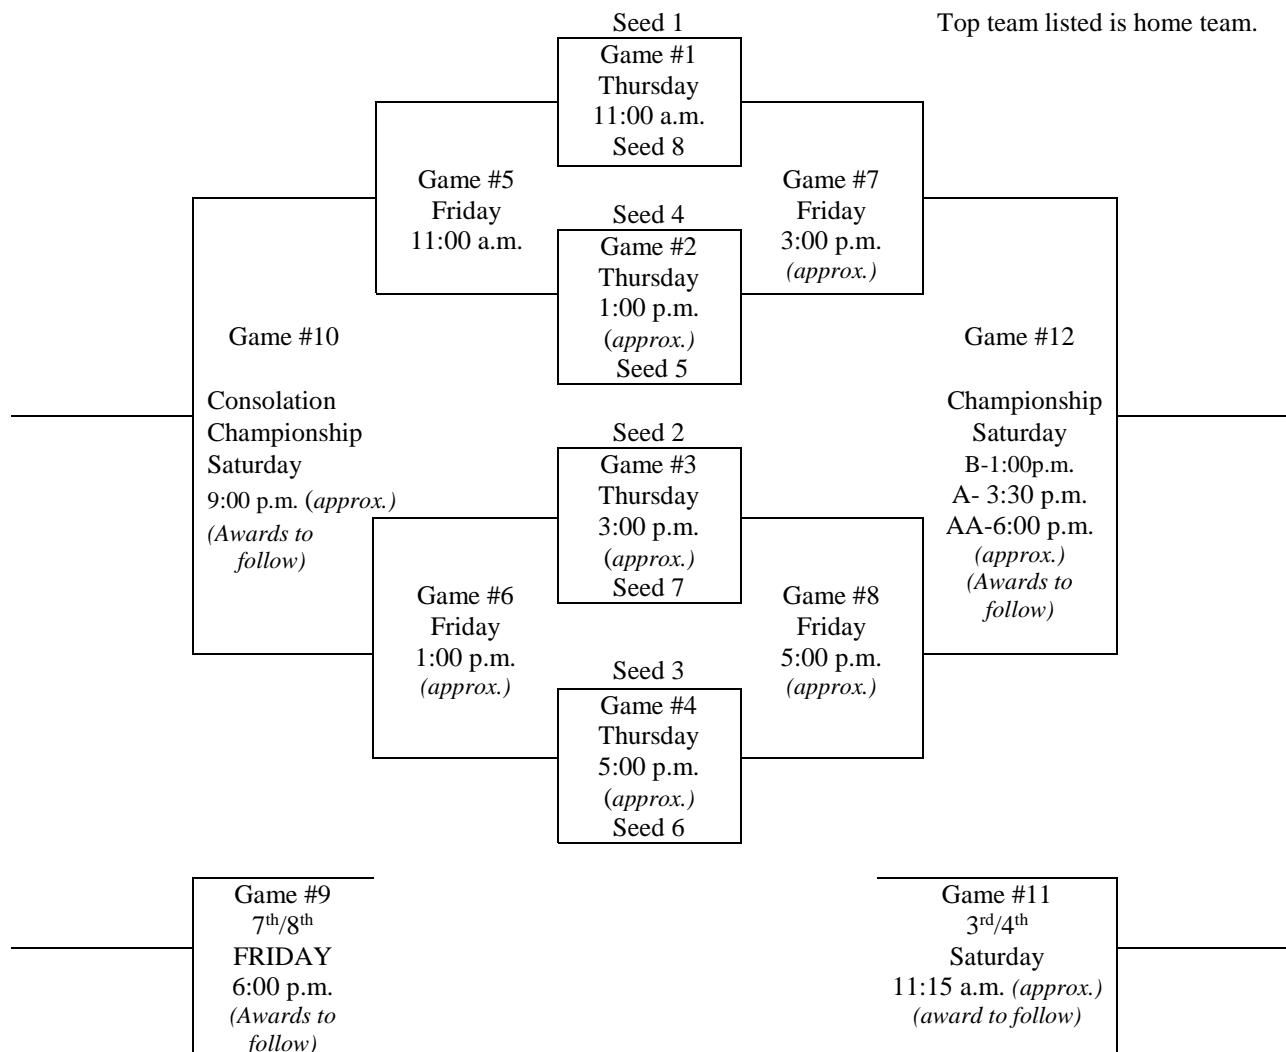 Seed 1
Top team listed is home team.
Game #1
Thursday
11:00 a.m.
Seed 8
Game #5
Friday
11:00 a.m.
Game #7
Friday
3:00 p.m.
(approx.)
Seed 4
Game #2
Thursday
1:00 p.m.
(approx.)
Seed 5
Game #10
Consolation
Championship
Saturday
9:00 p.m. (approx.)
(Awards to
follow)
Game #12
Championship
Saturday
B-1:00p.m.
A- 3:30 p.m.
AA-6:00 p.m.
(approx.)
(Awards to
follow)
Seed 2
Game #3
Thursday
3:00 p.m.
(approx.)
Seed 7
Game #6
Friday
1:00 p.m.
(approx.)
Game #8
Friday
5:00 p.m.
(approx.)
Seed 3
Game #4
Thursday
5:00 p.m.
(approx.)
Seed 6
Game #9
7th/8th
FRIDAY
6:00 p.m.
(Awards to
follow)
Game #11
3rd/4th
Saturday
11:15 a.m. (approx.)
(award to follow)